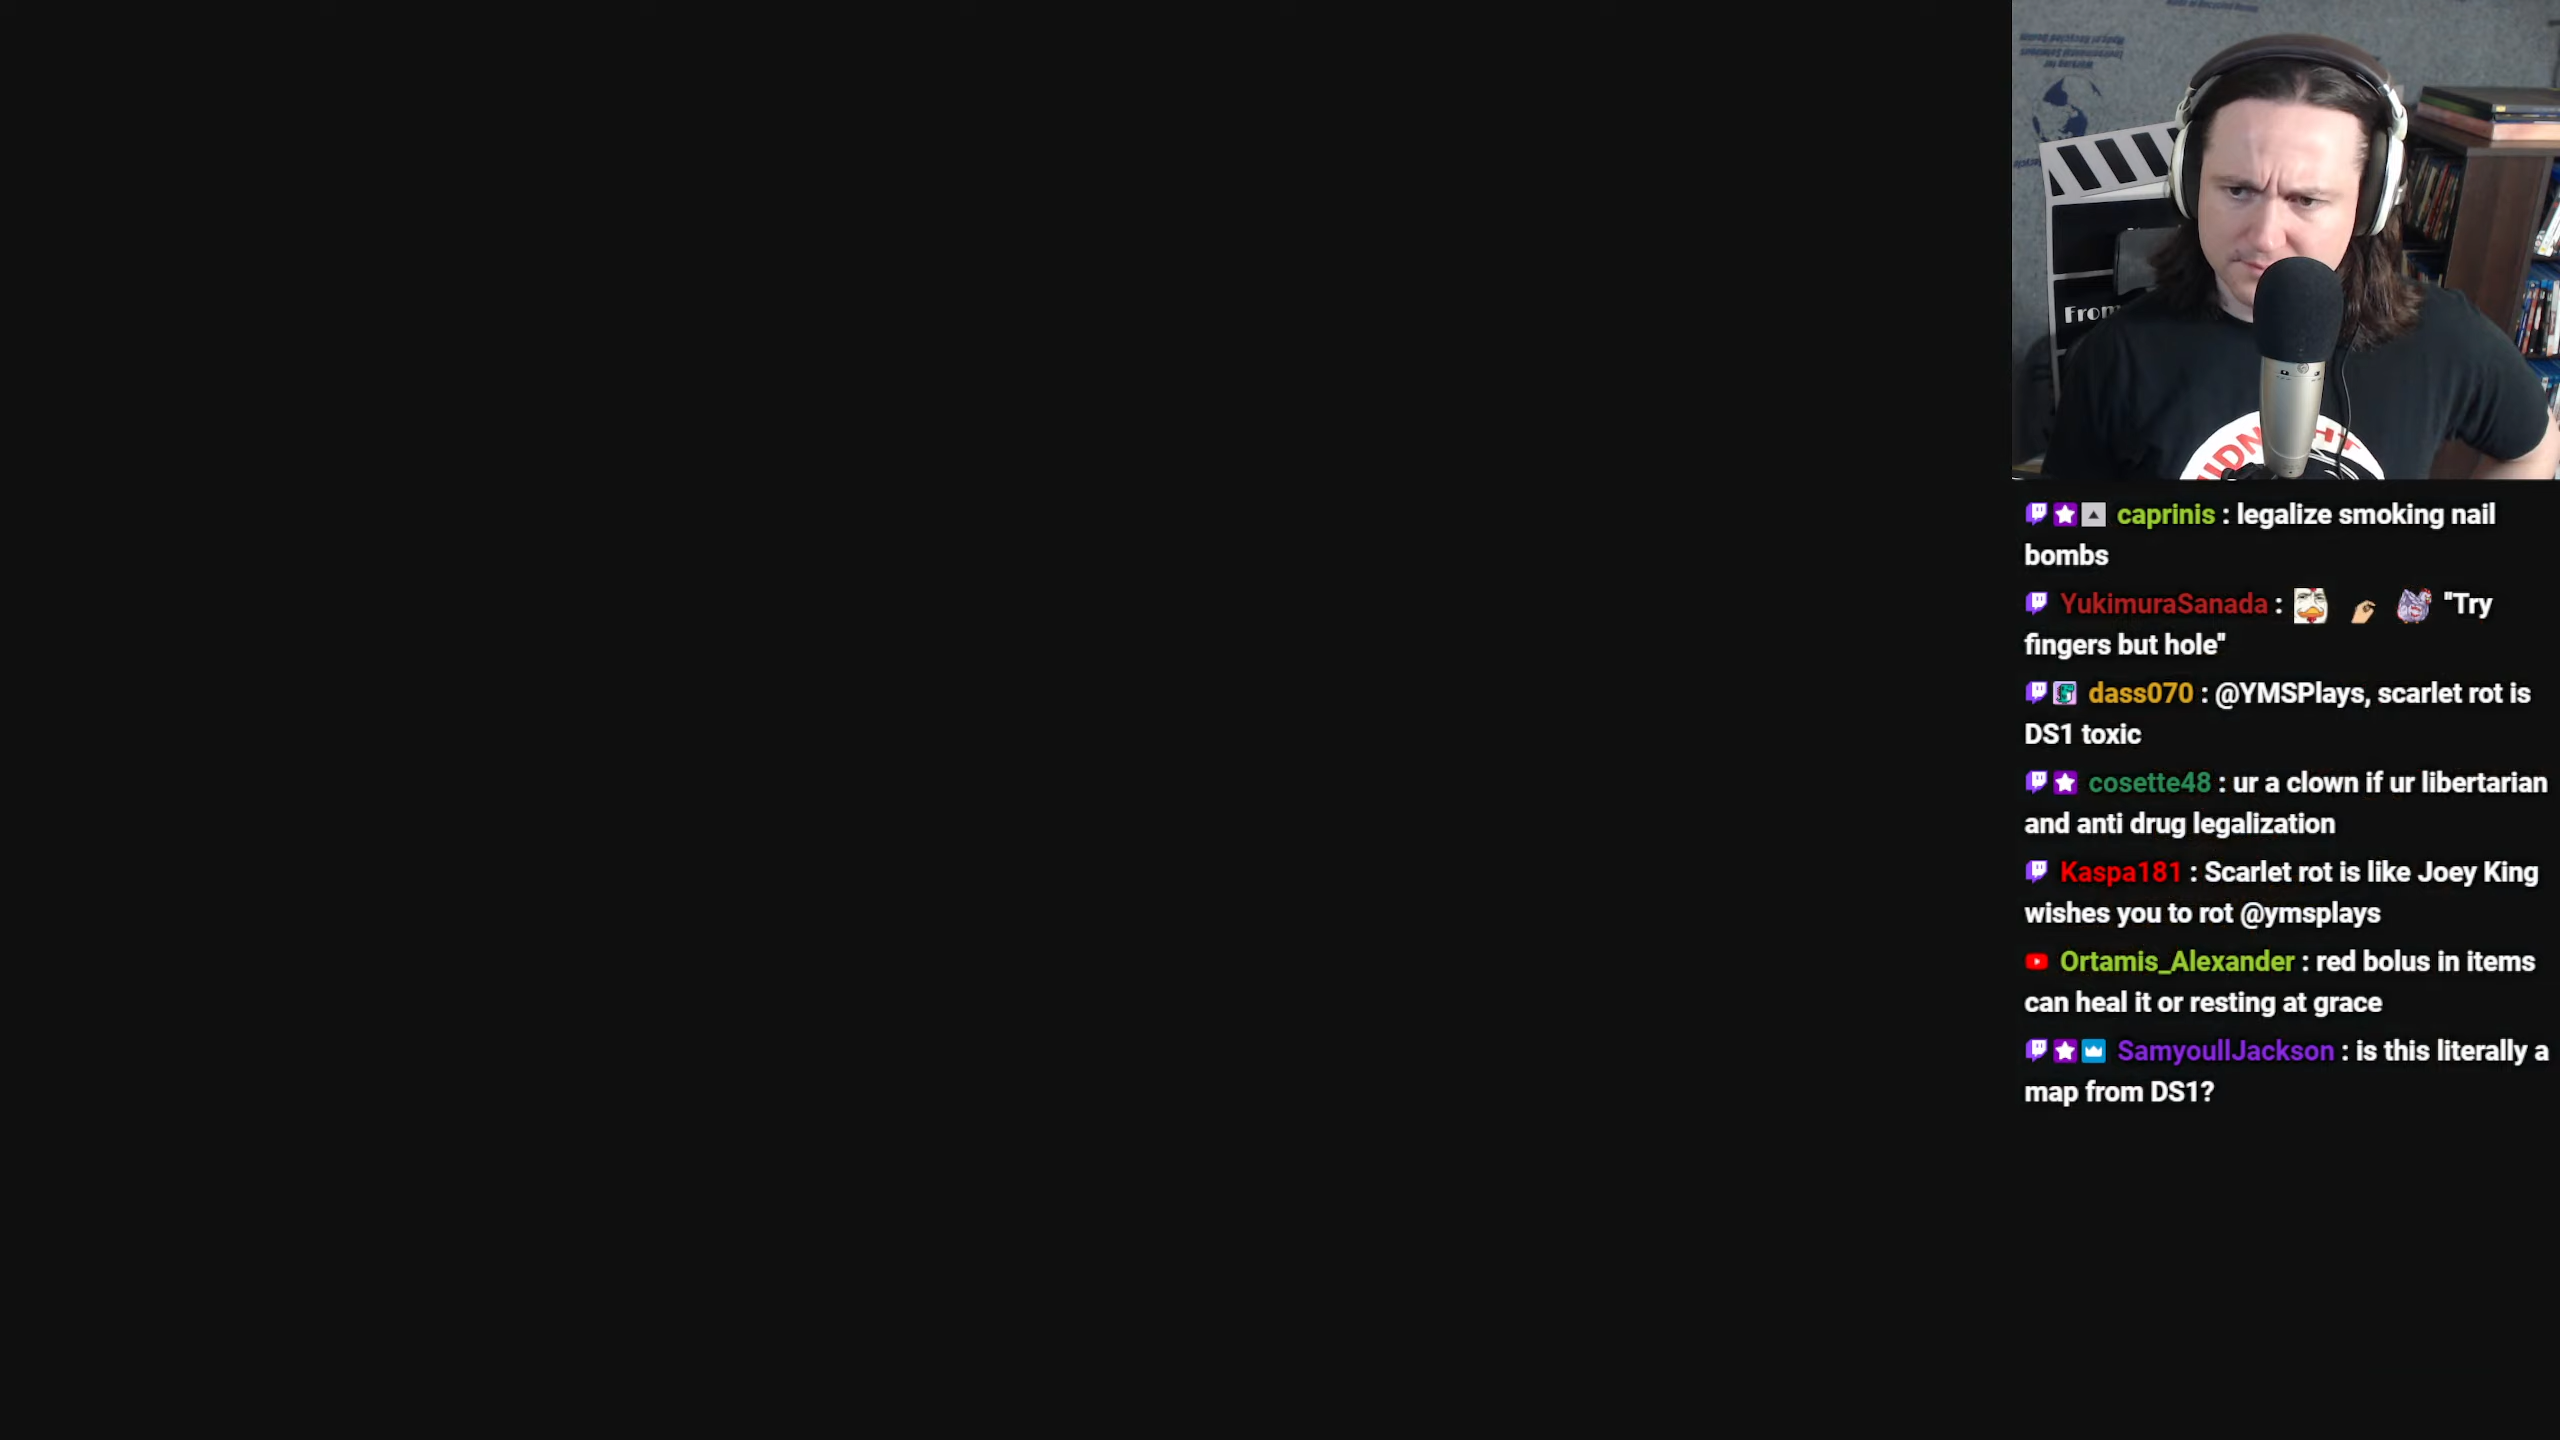 From
caprinis : legalize smoking nail
bombs
YukimuraSanada : "Try
fingers but hole"
dass070 : @YMSPlays, scarlet rot is
DS1 toxic
cosette48 : ur a clown if ur libertarian
and anti drug legalization
Kaspa181 : Scarlet rot is like Joey King
wishes you to rot @ymsplays
Ortamis_Alexander : red bolus in items
can heal it or resting at grace
SamyoullJackson : is this literally a
map from DS1?